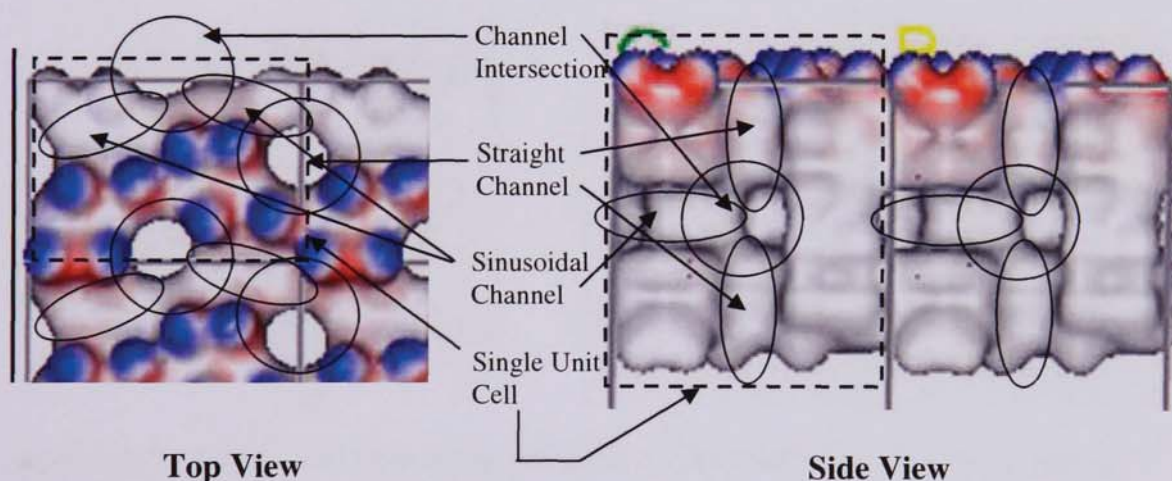 Channel
Intersection
Straight
Channel
Sinusoidal
Channel
Single Unit
Cell
Top View
Side View